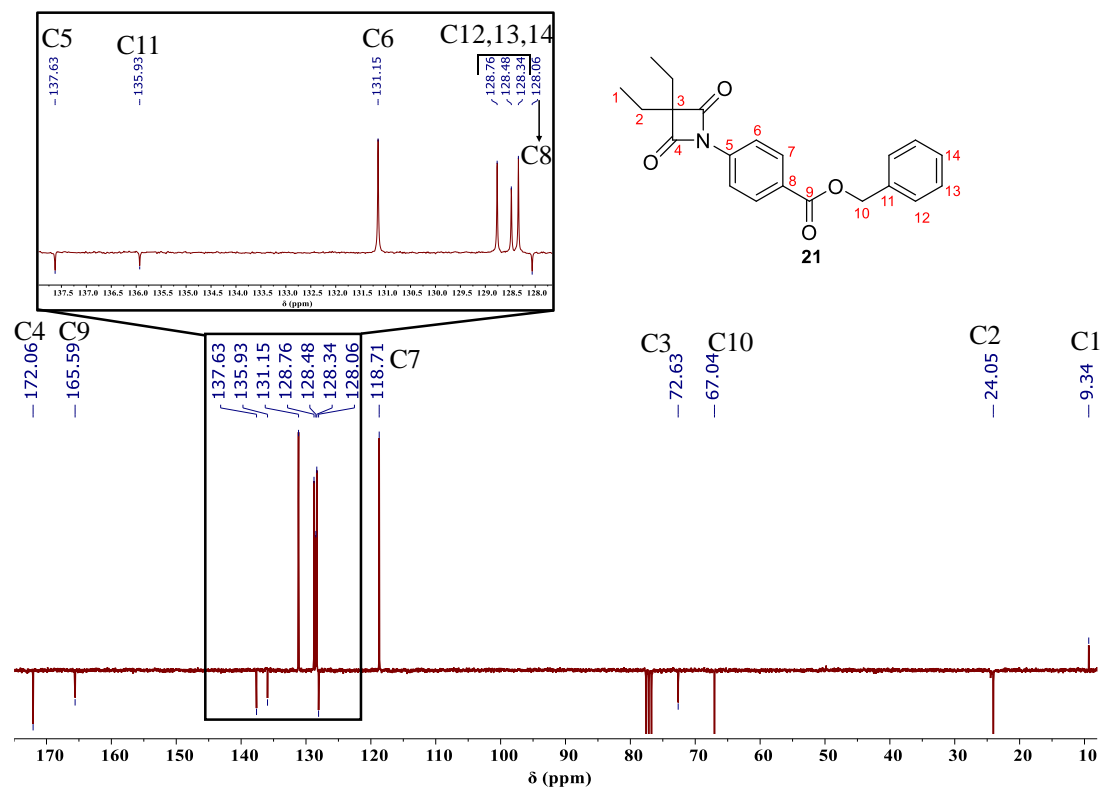 C5 C11 C6 C12,13,14
137.63 135.93 131.15 128.76 128.48 128.34 128.06
C8
137.5 137.0 136.5 136.0 135.5 135.0 134.5 134.0 133.5 133.0 132.5 132.0 131.5 131.0 130.5 130.0 129.5 129.0 128.5 128.0
δ (ppm)
1 2 3 4 5 6 7 8 9 10 11 12 13 14
O O N O O
21
C4 C9 C7 C3 C10 C2 C1
172.06 165.59 137.63 135.93 131.15 128.76 128.48 128.34 128.06 118.71 72.63 67.04 24.05 9.34
170 160 150 140 130 120 110 100 90 80 70 60 50 40 30 20 10
δ (ppm)